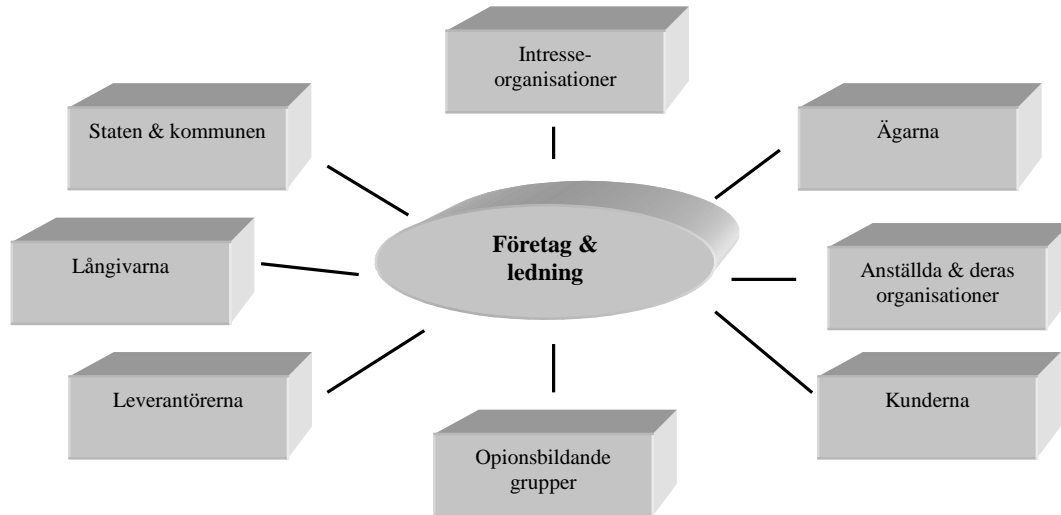 Intresse-
organisationer
Staten & kommunen
Ägarna
Företag &
ledning
Långivarna
Anställda & deras
organisationer
Leverantörerna
Kunderna
Opionsbildande
grupper